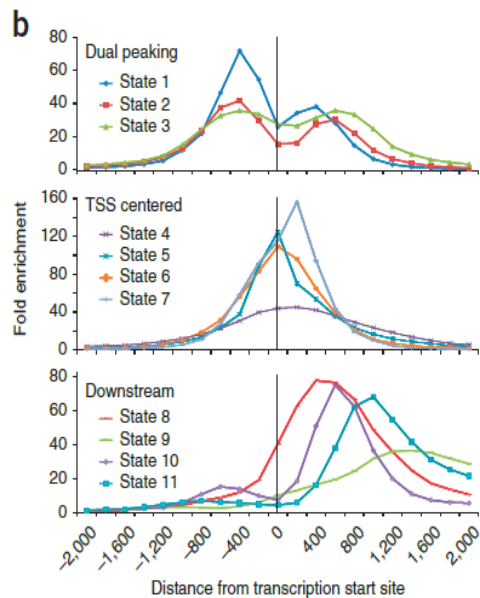 b
Dual peaking
State 1
State 2
State 3
80
60
40
20
0
TSS centered
State 4
State 5
State 6
State 7
160
120
80
40
0
Downstream
State 8
State 9
State 10
State 11
80
60
40
20
0
Fold enrichment
–2,000
–1,600
–1,200
–800
–400
0
400
800
1,200
1,600
2,000
Distance from transcription start site